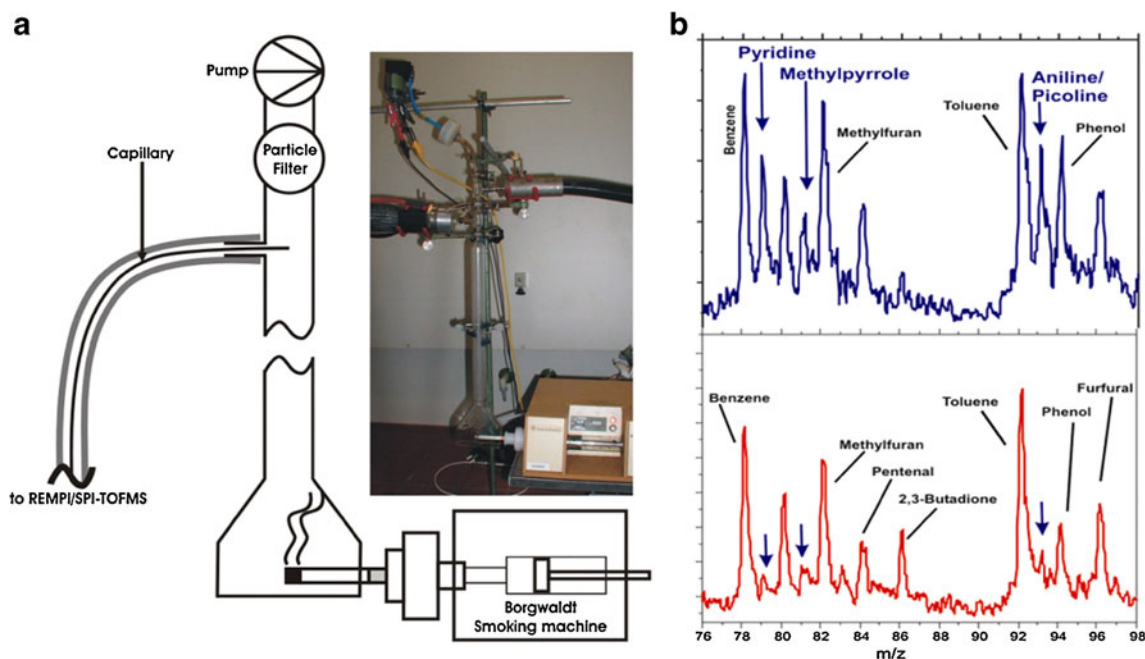 a
Pump
Particle
Filter
Capillary
to REMPI/SPI-TOFMS
Borgwaldt
Smoking machine
b
Pyridine
Methylpyrrole
Benzene
Methylfuran
Toluene
Aniline/
Picoline
Phenol
Benzene
Methylfuran
Pentenal
2,3-Butadione
Toluene
Phenol
Furfural
76 78 80 82 84 86 88 90 92 94 96 98
m/z